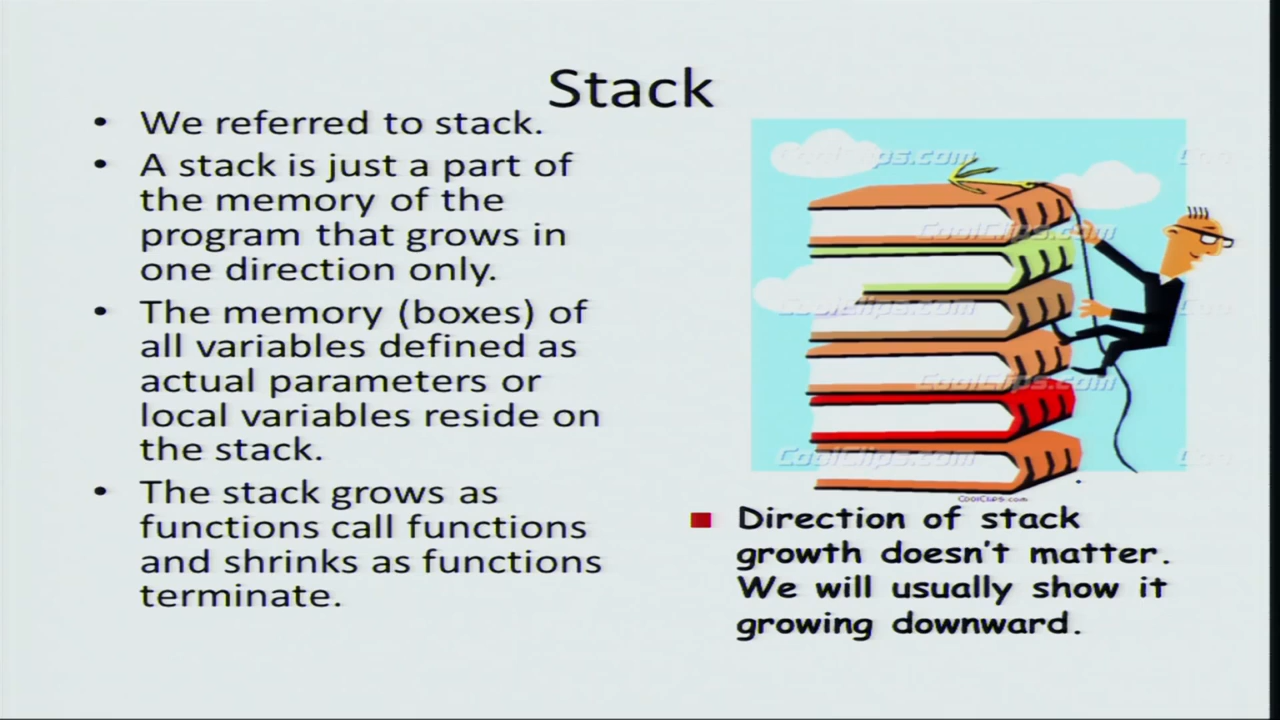 Stack
• We referred to stack.
• A stack is just a part of
the memory of the
program that grows in
one direction only.
• The memory (boxes) of
all variables defined as
actual parameters or
local variables reside on
the stack.
• The stack grows as
functions call functions
and shrinks as functions
terminate.
CoolClips.com
CoolClips.com
CoolClips.com
CoolClips.com
CoolClips.com
CoolClips.com
Direction of stack
growth doesn't matter.
We will usually show it
growing downward.